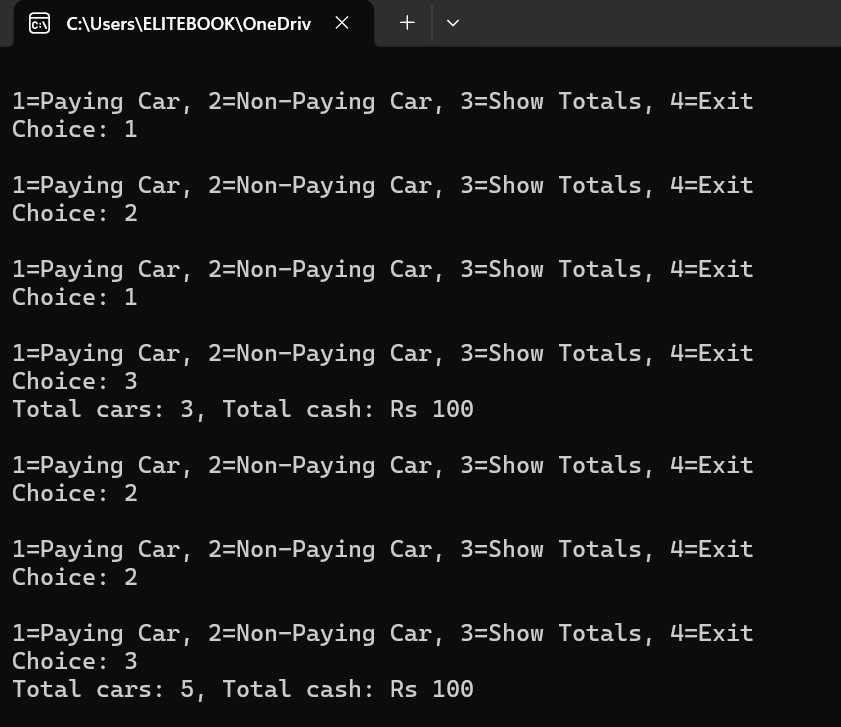 C:\Users\ELITEBOOK\OneDriv
1=Paying Car, 2=Non-Paying Car, 3=Show Totals, 4=Exit
Choice: 1
1=Paying Car, 2=Non-Paying Car, 3=Show Totals, 4=Exit
Choice: 2
1=Paying Car, 2=Non-Paying Car, 3=Show Totals, 4=Exit
Choice: 1
1=Paying Car, 2=Non-Paying Car, 3=Show Totals, 4=Exit
Choice: 3
Total cars: 3, Total cash: Rs 100
1=Paying Car, 2=Non-Paying Car, 3=Show Totals, 4=Exit
Choice: 2
1=Paying Car, 2=Non-Paying Car, 3=Show Totals, 4=Exit
Choice: 2
1=Paying Car, 2=Non-Paying Car, 3=Show Totals, 4=Exit
Choice: 3
Total cars: 5, Total cash: Rs 100